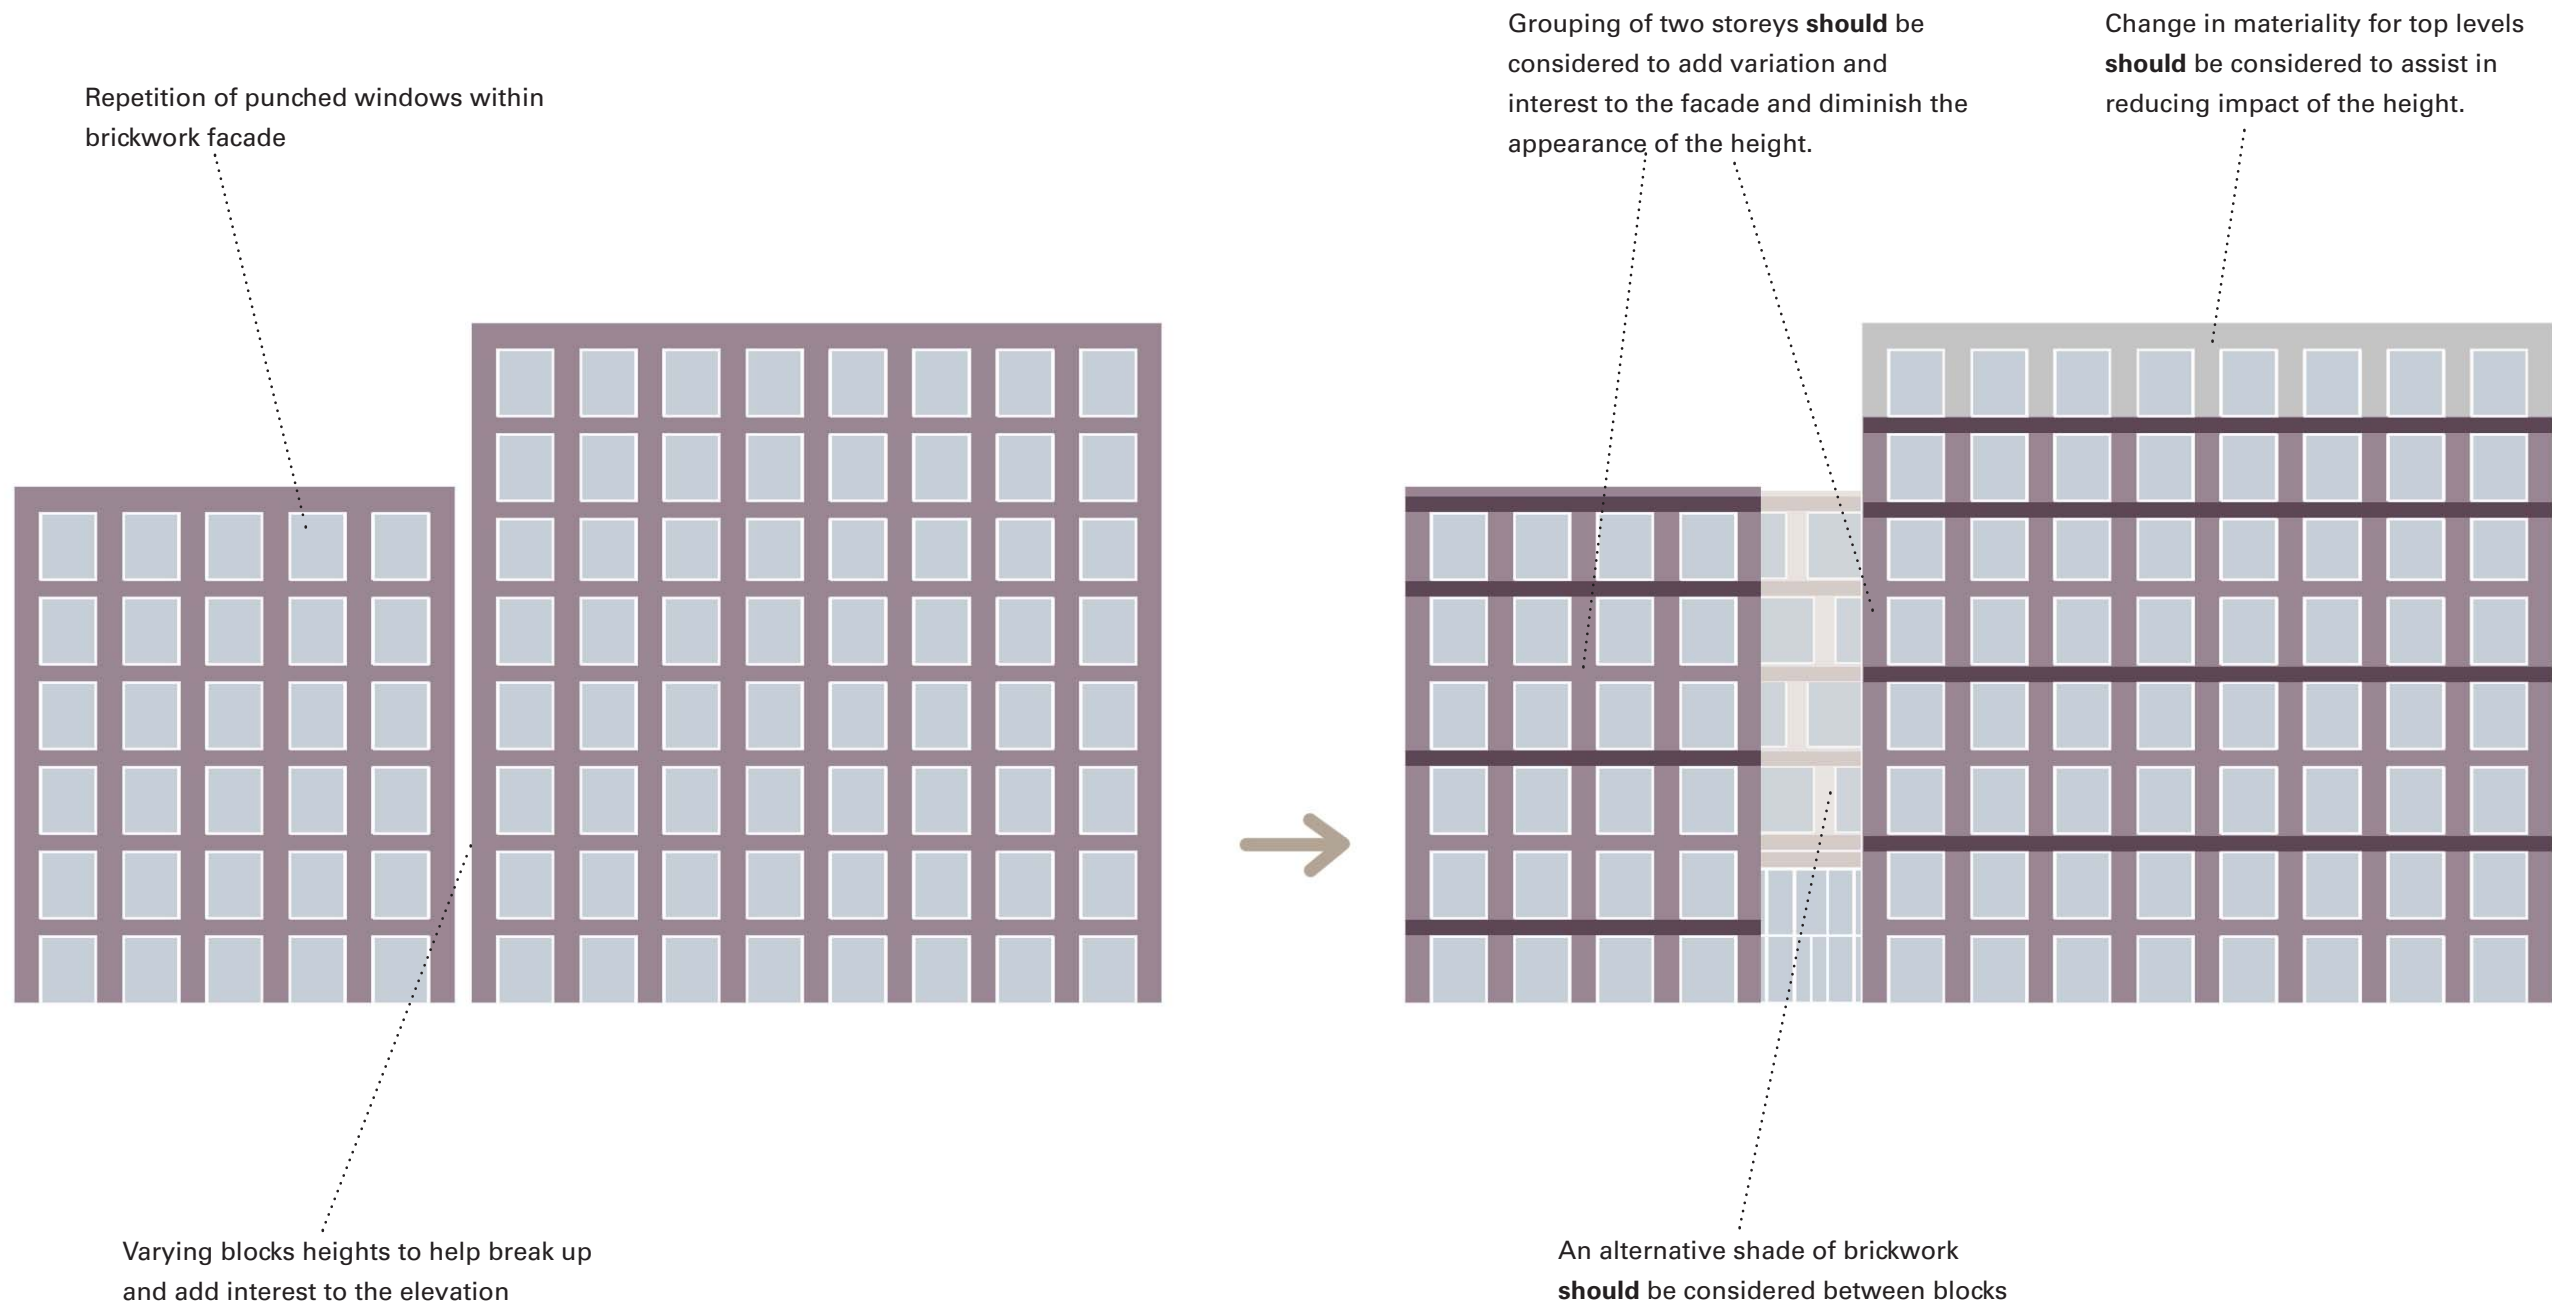 Repetition of punched windows within
brickwork facade
Grouping of two storeys should be
considered to add variation and
interest to the facade and diminish the
appearance of the height.
Change in materiality for top levels
should be considered to assist in
reducing impact of the height.
Varying blocks heights to help break up
and add interest to the elevation
An alternative shade of brickwork
should be considered between blocks